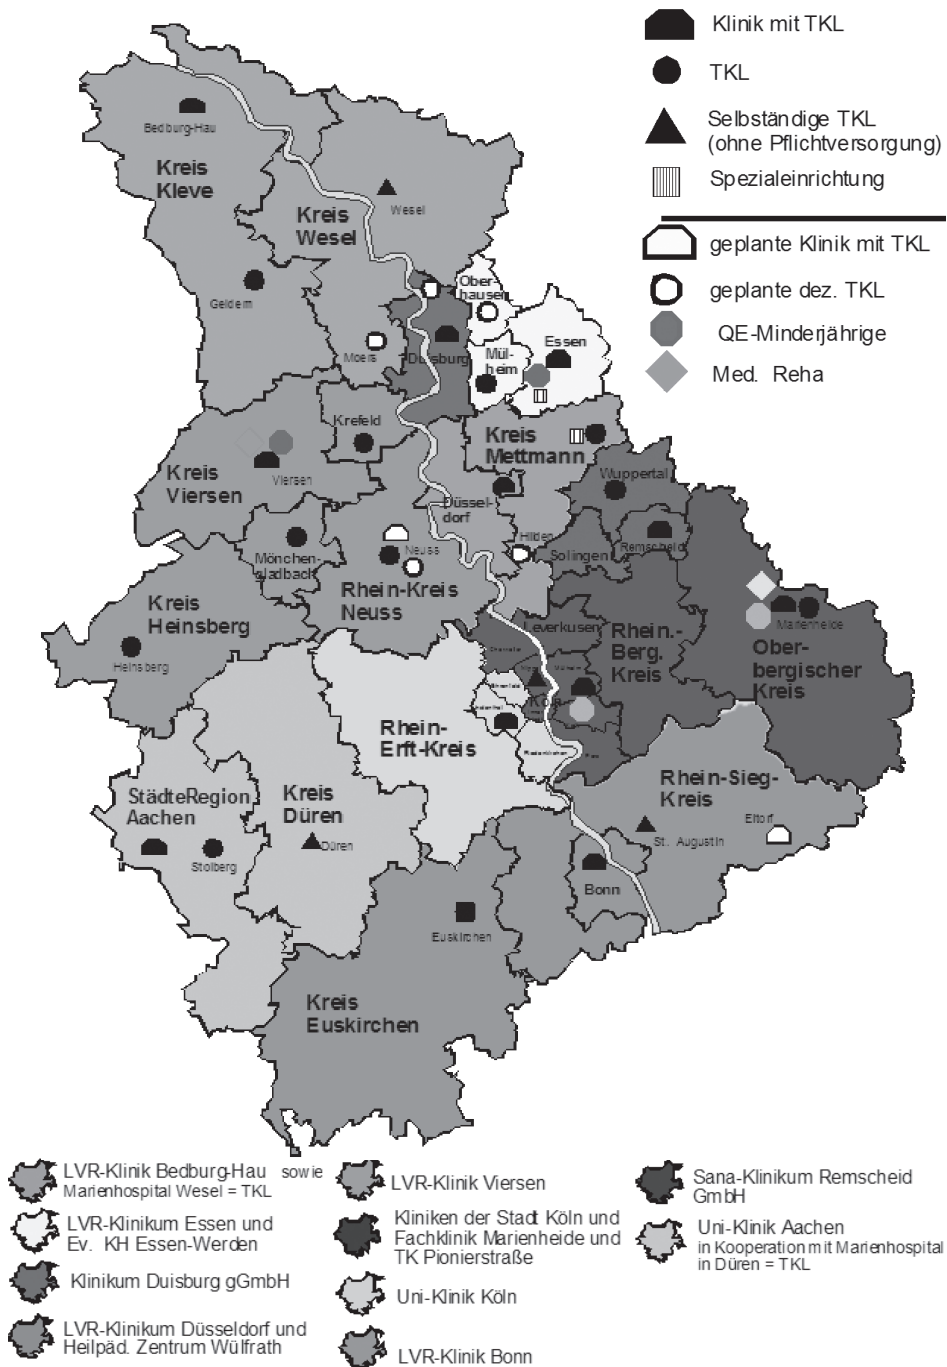 Klinik mit TKL
TKL
Selbständige TKL
(ohne Pflichtversorgung)
Spezialeinrichtung
geplante Klinik mit TKL
geplante dez. TKL
QE-Minderjährige
Med. Reha
Bedburg-Hau
Kreis
Kleve
Kreis
Wesel
Wesel
Geldern
Ober-
hausen
Moers
Duisburg
Mül-
heim
Essen
Krefeld
Kreis
Mettmann
Kreis
Viersen
Viersen
Wuppertal
Düssel-
dorf
Mönchen-
gladbach
Neuss
Hilden
Solingen
Remscheid
Rhein-Kreis
Neuss
Kreis
Heinsberg
Heinsberg
Leverkusen
Rhein.-
Berg.
Kreis
Marienheide
Ober-
bergischer
Kreis
Köln
Rhein-
Erft-Kreis
Rhein-Sieg-
Kreis
StädteRegion
Aachen
Stolberg
Kreis
Düren
Düren
St. Augustin
Eitorf
Bonn
Euskirchen
Kreis
Euskirchen
LVR-Klinik Bedburg-Hau sowie
Marienhospital Wesel = TKL
LVR-Klinikum Essen und
Ev. KH Essen-Werden
Klinikum Duisburg gGmbH
LVR-Klinikum Düsseldorf und
Heilpäd. Zentrum Wülfrath
LVR-Klinik Viersen
Kliniken der Stadt Köln und
Fachklinik Marienheide und
TK Pionierstraße
Uni-Klinik Köln
LVR-Klinik Bonn
Sana-Klinikum Remscheid
GmbH
Uni-Klinik Aachen
in Kooperation mit Marienhospital
in Düren = TKL